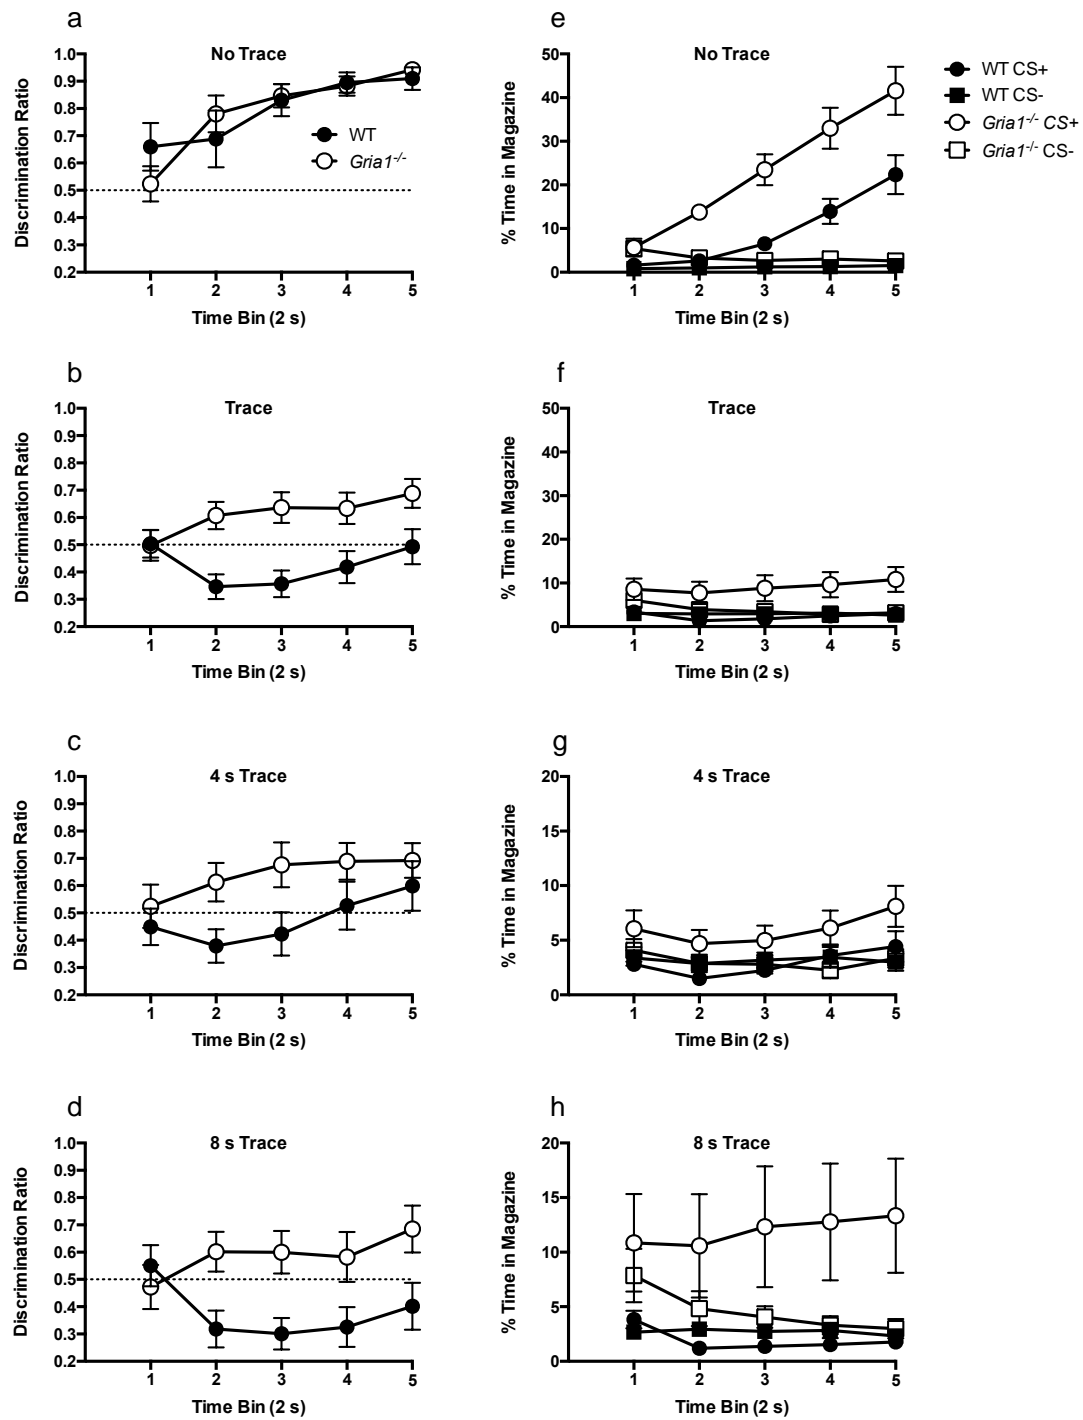 a
No Trace
Discrimination Ratio
1.0
0.9
0.8
0.7
0.6
0.5
0.4
0.3
0.2
WT
Gria1-/-
1 2 3 4 5
Time Bin (2 s)
e
No Trace
% Time in Magazine
50
40
30
20
10
0
1 2 3 4 5
Time Bin (2 s)
WT CS+
WT CS-
Gria1-/- CS+
Gria1-/- CS-
b
Trace
Discrimination Ratio
1.0
0.9
0.8
0.7
0.6
0.5
0.4
0.3
0.2
1 2 3 4 5
Time Bin (2 s)
f
Trace
% Time in Magazine
50
40
30
20
10
0
1 2 3 4 5
Time Bin (2 s)
c
4 s Trace
Discrimination Ratio
1.0
0.9
0.8
0.7
0.6
0.5
0.4
0.3
0.2
1 2 3 4 5
Time Bin (2 s)
g
4 s Trace
% Time in Magazine
20
15
10
5
0
1 2 3 4 5
Time Bin (2 s)
d
8 s Trace
Discrimination Ratio
1.0
0.9
0.8
0.7
0.6
0.5
0.4
0.3
0.2
1 2 3 4 5
Time Bin (2 s)
h
8 s Trace
% Time in Magazine
20
15
10
5
0
1 2 3 4 5
Time Bin (2 s)